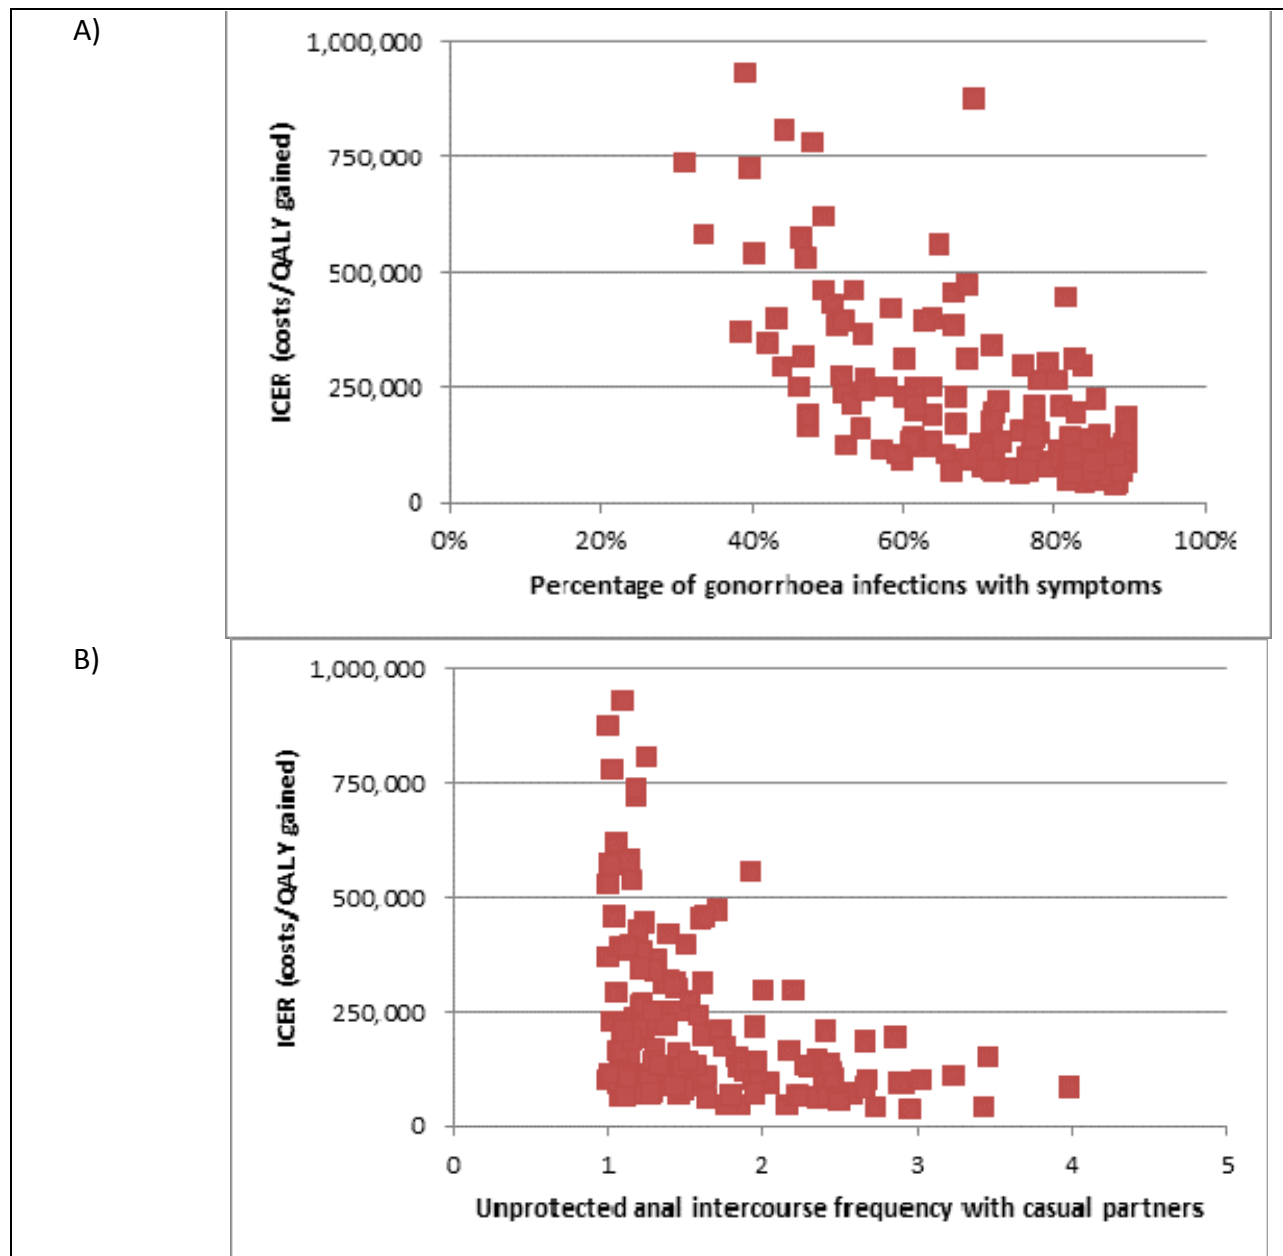 A)
1,000,000
750,000
500,000
250,000
0
ICER (costs/QALY gained)
0% 20% 40% 60% 80% 100%
Percentage of gonorrhoea infections with symptoms
B)
1,000,000
750,000
500,000
250,000
0
ICER (costs/QALY gained)
0 1 2 3 4 5
Unprotected anal intercourse frequency with casual partners